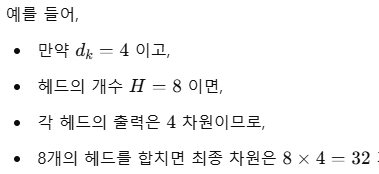 예를 들어,
• 만약 d_k = 4 이고,
• 헤드의 개수 H = 8 이면,
• 각 헤드의 출력은 4 차원이므로,
• 8개의 헤드를 합치면 최종 차원은 8 × 4 = 32